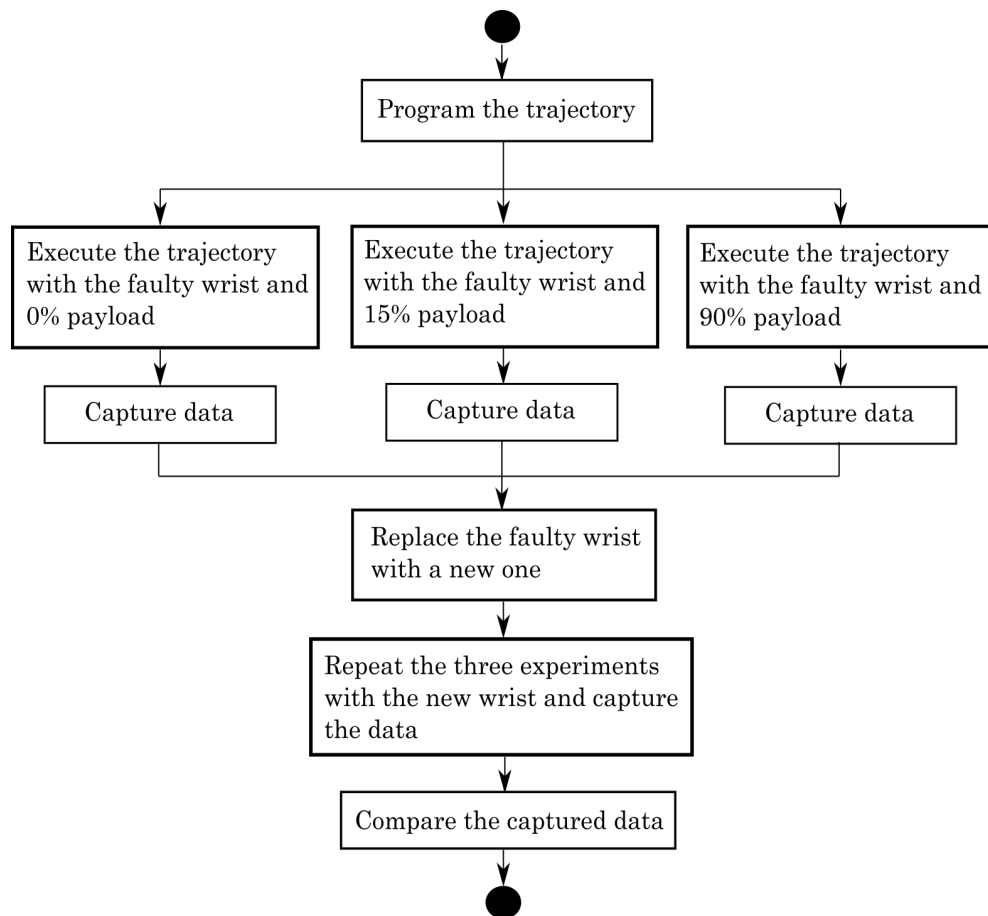 Program the trajectory
Execute the trajectory
with the faulty wrist and
0% payload
Execute the trajectory
with the faulty wrist and
15% payload
Execute the trajectory
with the faulty wrist and
90% payload
Capture data
Capture data
Capture data
Replace the faulty wrist
with a new one
Repeat the three experiments
with the new wrist and capture
the data
Compare the captured data